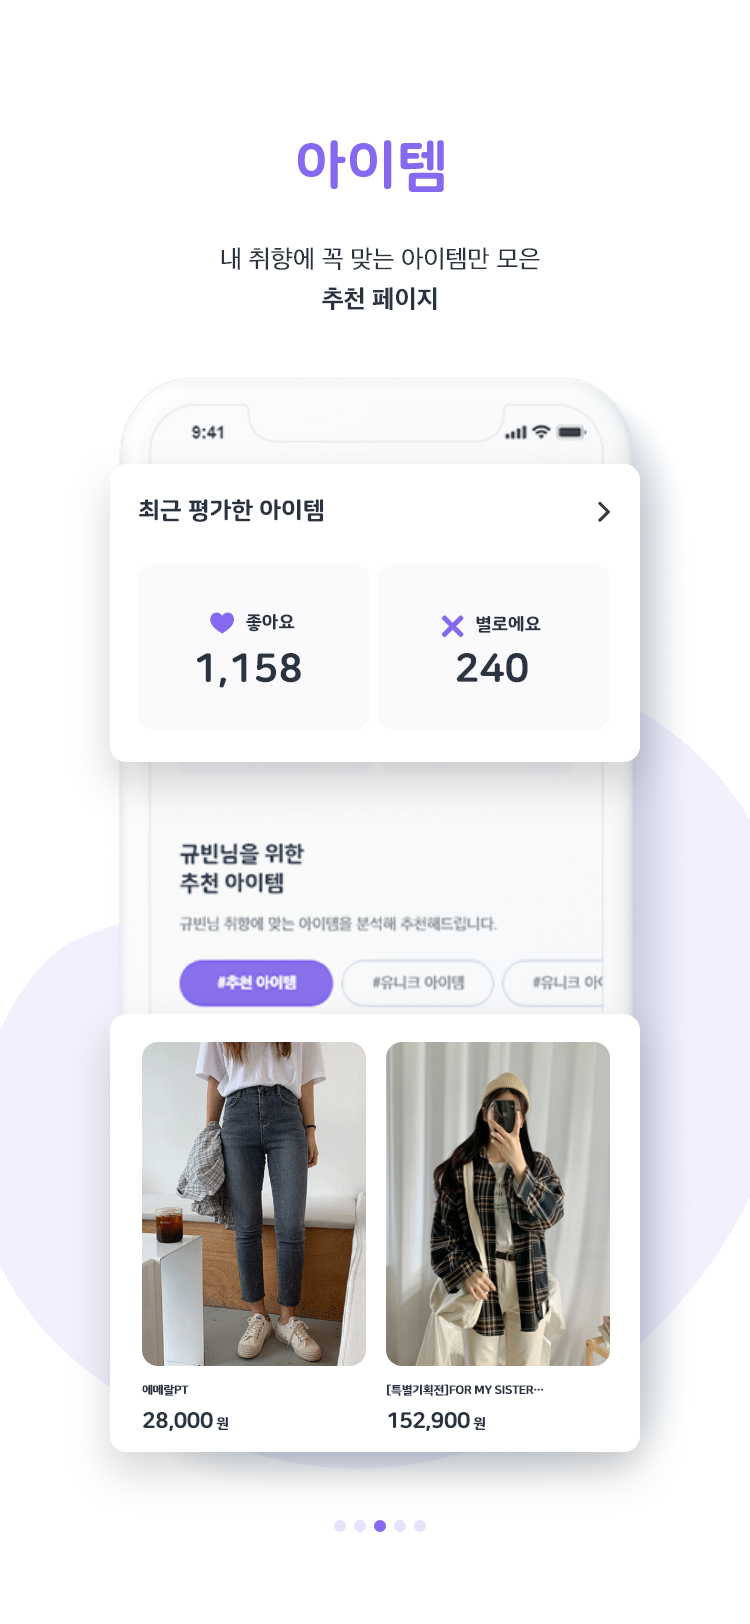 아이템
내 취향에 꼭 맞는 아이템만 모은
추천 페이지
9:41
최근 평가한 아이템
좋아요
1,158
별로에요
240
규빈님을 위한
추천 아이템
규빈님 취향에 맞는 아이템을 분석해 추천해드립니다.
#추천 아이템
#유니크 아이템
#유니크 아이
에메랄PT
28,000 원
[특별기획전]FOR MY SISTER···
152,900 원